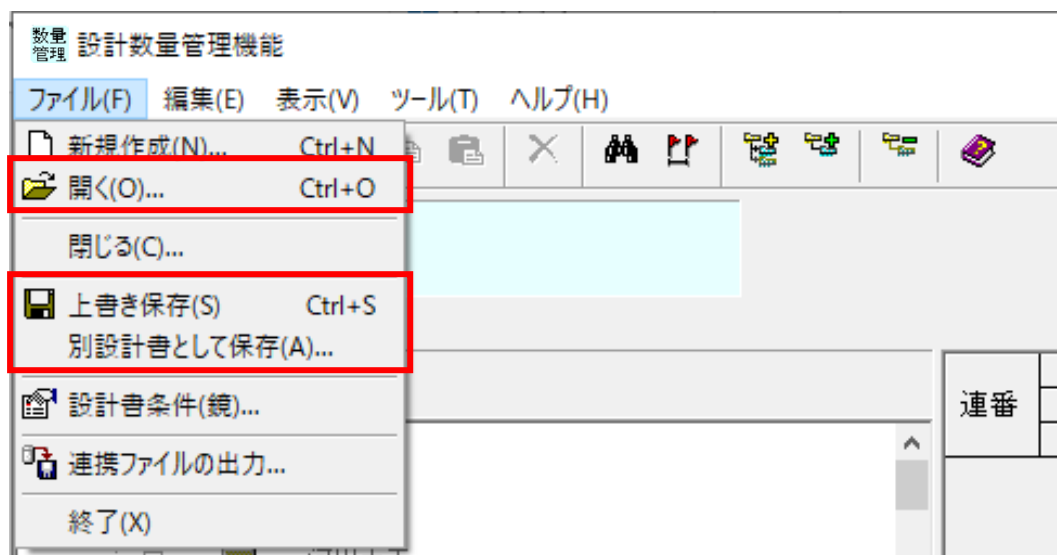 数量
管理 設計数量管理機能
ファイル(F) 編集(E) 表示(V) ツール(T) ヘルプ(H)
新規作成(N)... Ctrl+N
開く(O)... Ctrl+O
閉じる(C)...
上書き保存(S) Ctrl+S
別設計書として保存(A)...
設計書条件(鏡)...
連番
連携ファイルの出力...
終了(X)